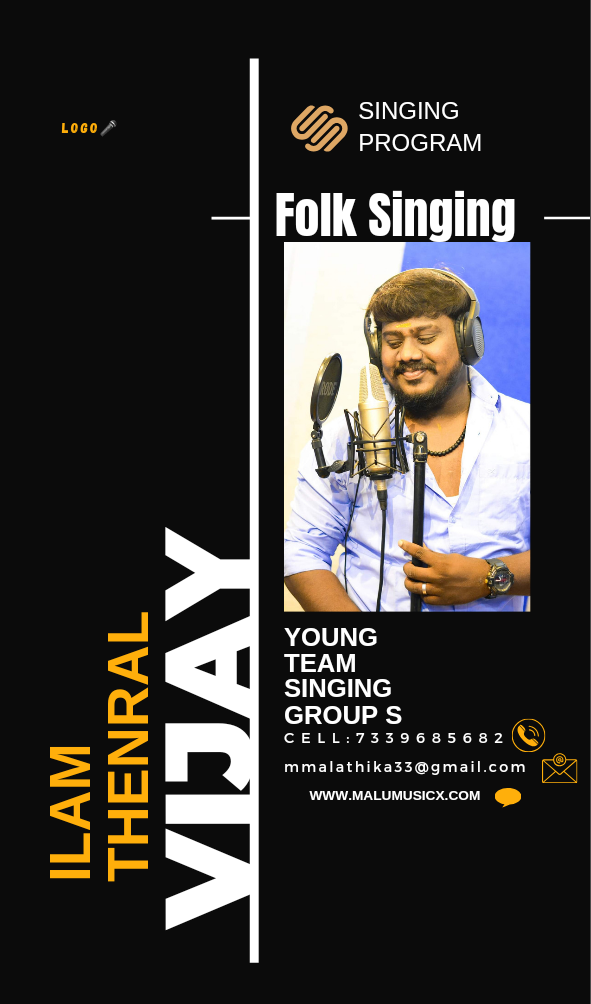 LOGO
SINGING
PROGRAM
Folk Singing
RODE
ILAM
THENRAL
VIJAY
YOUNG
TEAM
SINGING
GROUP S
CELL:7339685682
mmalathika33@gmail.com
WWW.MALUMUSICX.COM